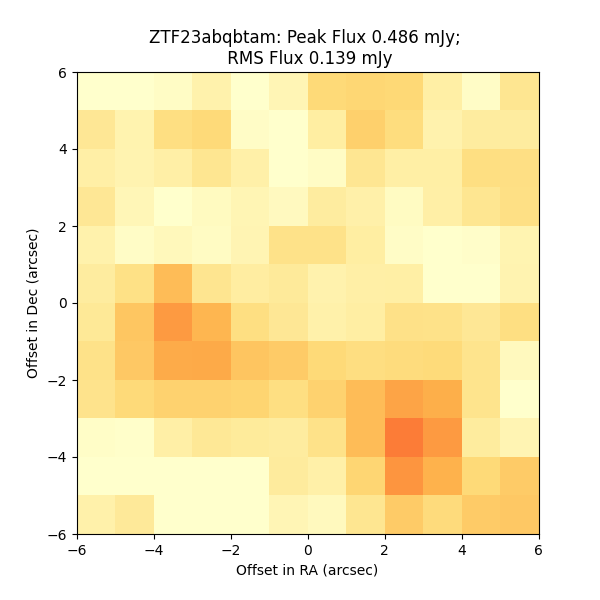 ZTF23abqbtam: Peak Flux 0.486 mJy;
RMS Flux 0.139 mJy
6
4
2
0
−2
−4
−6
Offset in Dec (arcsec)
−6 −4 −2 0 2 4 6
Offset in RA (arcsec)